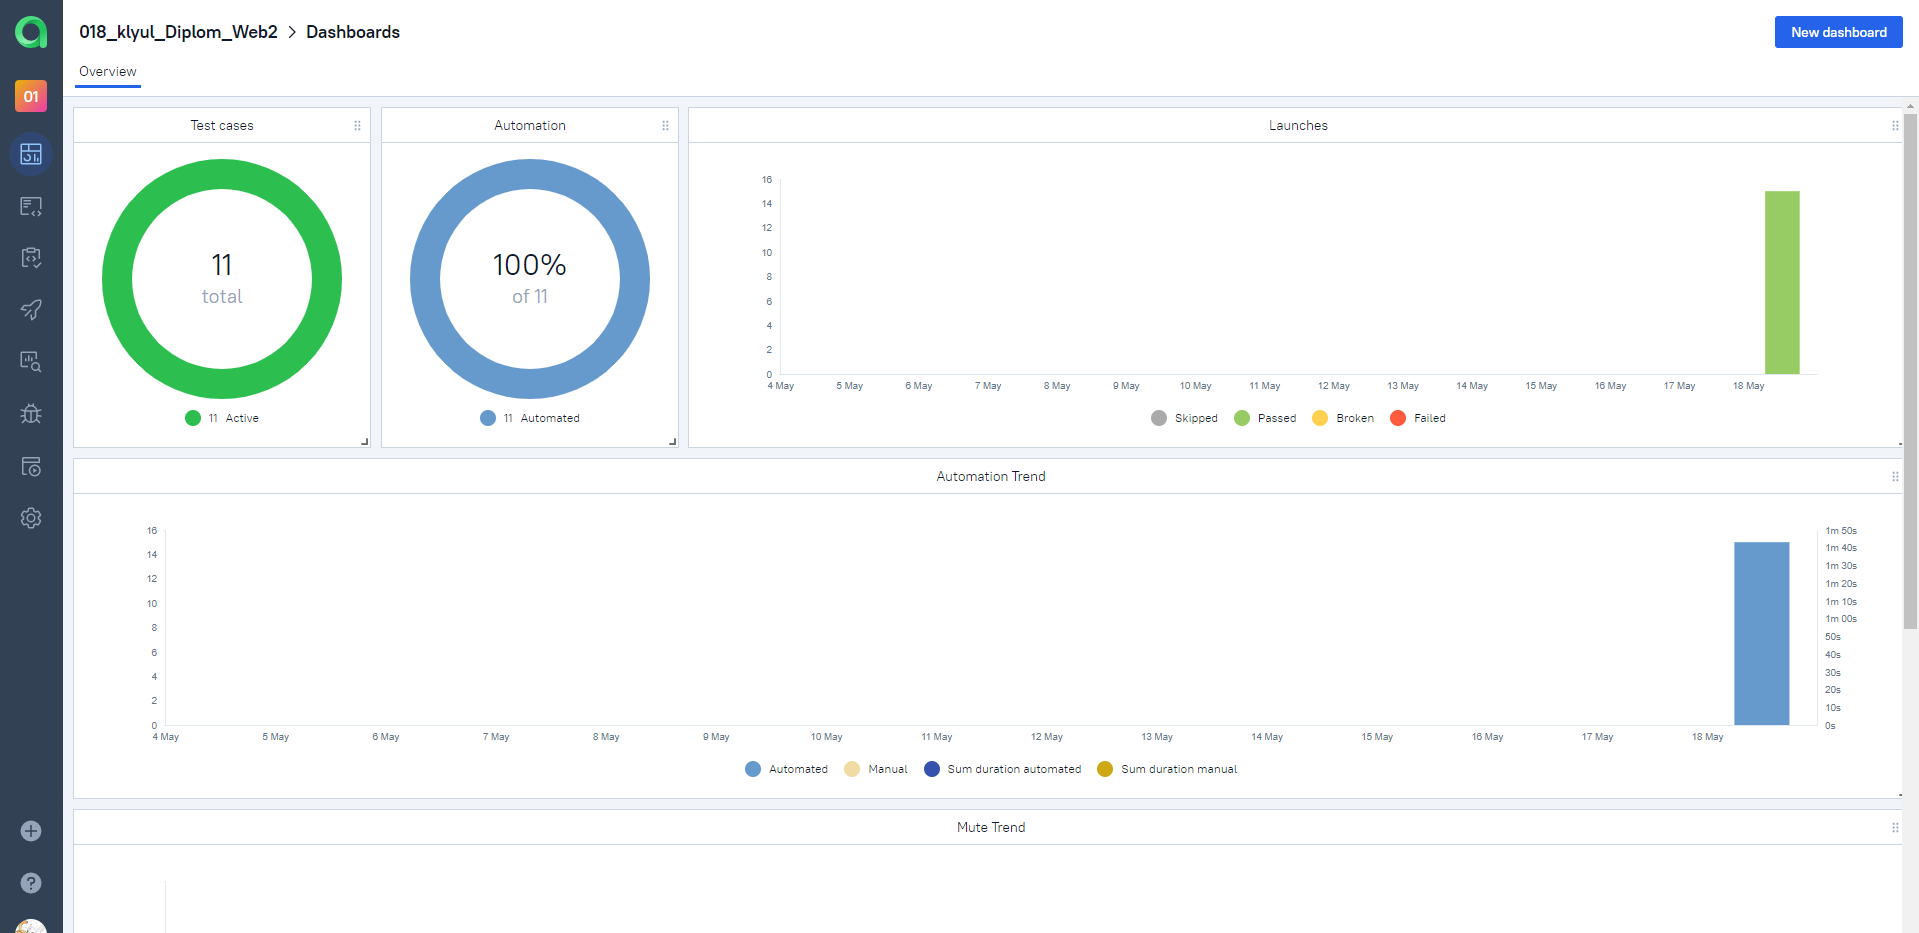 018_klyul_Diplom_Web2 > Dashboards
New dashboard
Overview
01
Test cases
11
total
11 Active
Automation
100%
of 11
11 Automated
Launches
16
14
12
10
8
6
4
2
0
4 May 5 May 6 May 7 May 8 May 9 May 10 May 11 May 12 May 13 May 14 May 15 May 16 May 17 May 18 May
Skipped Passed Broken Failed
Automation Trend
16
14
12
10
8
6
4
2
0
1m 50s
1m 40s
1m 30s
1m 20s
1m 10s
1m 00s
50s
40s
30s
20s
10s
0s
4 May 5 May 6 May 7 May 8 May 9 May 10 May 11 May 12 May 13 May 14 May 15 May 16 May 17 May 18 May
Automated Manual Sum duration automated Sum duration manual
Mute Trend